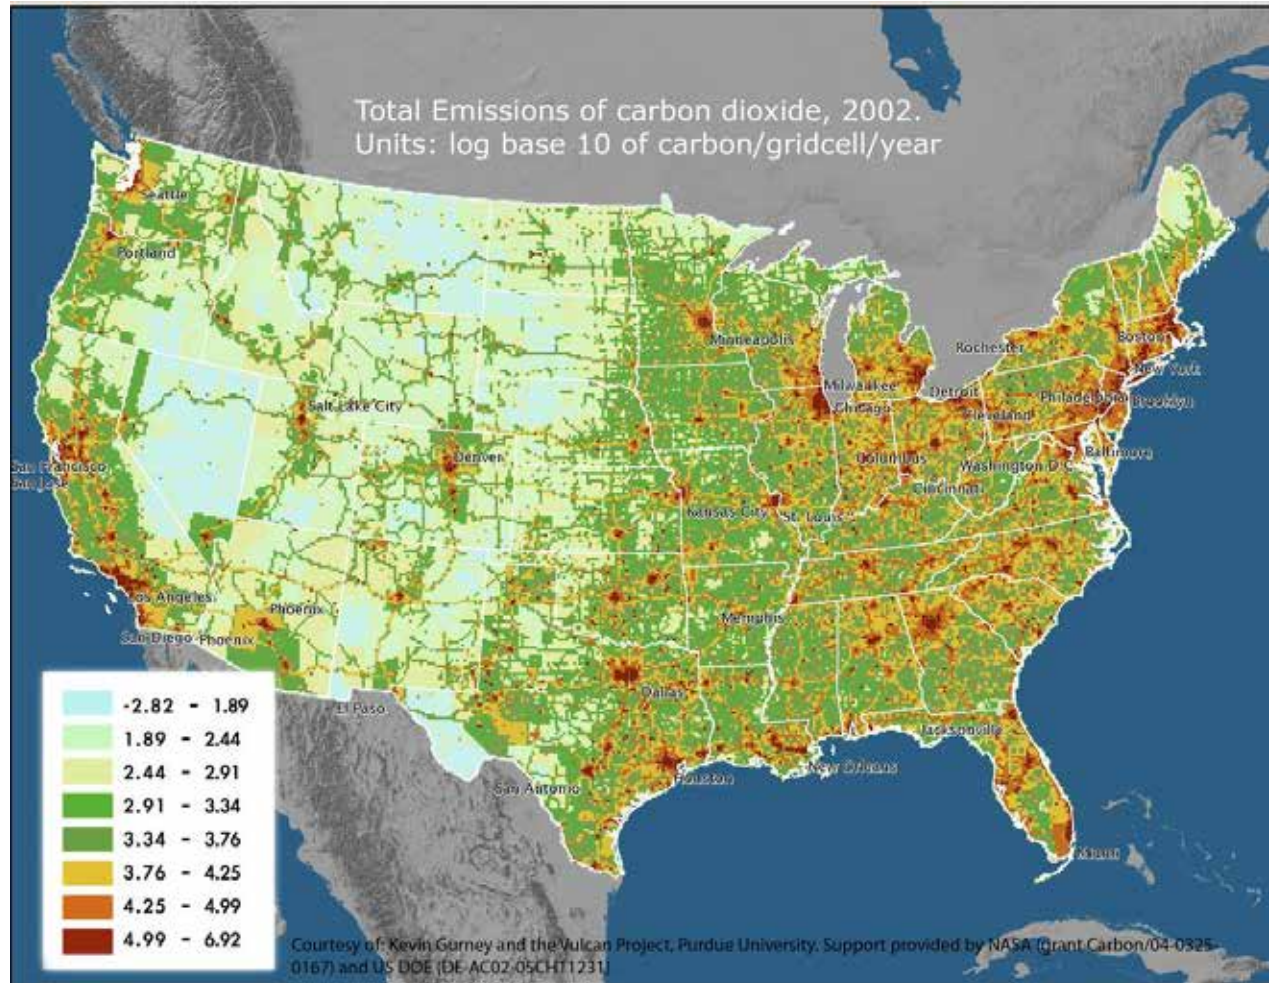 Total Emissions of carbon dioxide, 2002.
Units: log base 10 of carbon/gridcell/year
Seattle
Portland
Minneapolis
Rochester
Boston
New York
Milwaukee
Detroit
Philadelphia
Brooklyn
Salt Lake City
Chicago
Cleveland
San Francisco
San Jose
Denver
Columbus
Washington D.C.
Baltimore
Cincinnati
Kansas City
St. Louis
Los Angeles
Phoenix
Memphis
San Diego
Phoenix
Dallas
El Paso
Jacksonville
Houston
New Orleans
San Antonio
Miami
-2.82 - 1.89
1.89 - 2.44
2.44 - 2.91
2.91 - 3.34
3.34 - 3.76
3.76 - 4.25
4.25 - 4.99
4.99 - 6.92
Courtesy of: Kevin Gurney and the Vulcan Project, Purdue University. Support provided by NASA (grant Carbon/04-0325-
0167) and US DOE (DE-AC02-05CH11231)